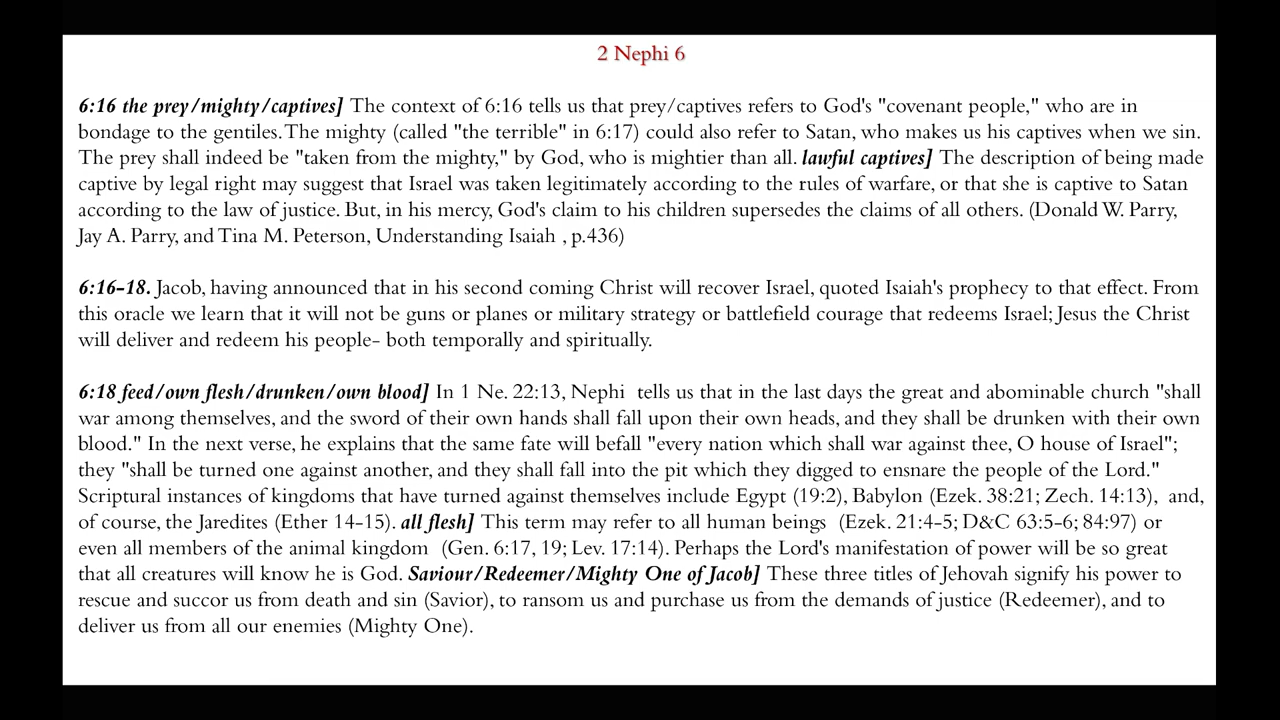 2 Nephi 6
6:16 the prey/mighty/captives] The context of 6:16 tells us that prey/captives refers to God's "covenant people," who are in
bondage to the gentiles. The mighty (called "the terrible" in 6:17) could also refer to Satan, who makes us his captives when we sin.
The prey shall indeed be "taken from the mighty," by God, who is mightier than all. lawful captives] The description of being made
captive by legal right may suggest that Israel was taken legitimately according to the rules of warfare, or that she is captive to Satan
according to the law of justice. But, in his mercy, God's claim to his children supersedes the claims of all others. (Donald W. Parry,
Jay A. Parry, and Tina M. Peterson, Understanding Isaiah , p.436)
6:16-18. Jacob, having announced that in his second coming Christ will recover Israel, quoted Isaiah's prophecy to that effect. From
this oracle we learn that it will not be guns or planes or military strategy or battlefield courage that redeems Israel; Jesus the Christ
will deliver and redeem his people- both temporally and spiritually.
6:18 feed/own flesh/drunken/own blood] In 1 Ne. 22:13, Nephi  tells us that in the last days the great and abominable church "shall
war among themselves, and the sword of their own hands shall fall upon their own heads, and they shall be drunken with their own
blood." In the next verse, he explains that the same fate will befall "every nation which shall war against thee, O house of Israel";
they "shall be turned one against another, and they shall fall into the pit which they digged to ensnare the people of the Lord."
Scriptural instances of kingdoms that have turned against themselves include Egypt (19:2), Babylon (Ezek. 38:21; Zech. 14:13),  and,
of course, the Jaredites (Ether 14-15). all flesh] This term may refer to all human beings  (Ezek. 21:4-5; D&C 63:5-6; 84:97) or
even all members of the animal kingdom  (Gen. 6:17, 19; Lev. 17:14). Perhaps the Lord's manifestation of power will be so great
that all creatures will know he is God. Saviour/Redeemer/Mighty One of Jacob] These three titles of Jehovah signify his power to
rescue and succor us from death and sin (Savior), to ransom us and purchase us from the demands of justice (Redeemer), and to
deliver us from all our enemies (Mighty One).